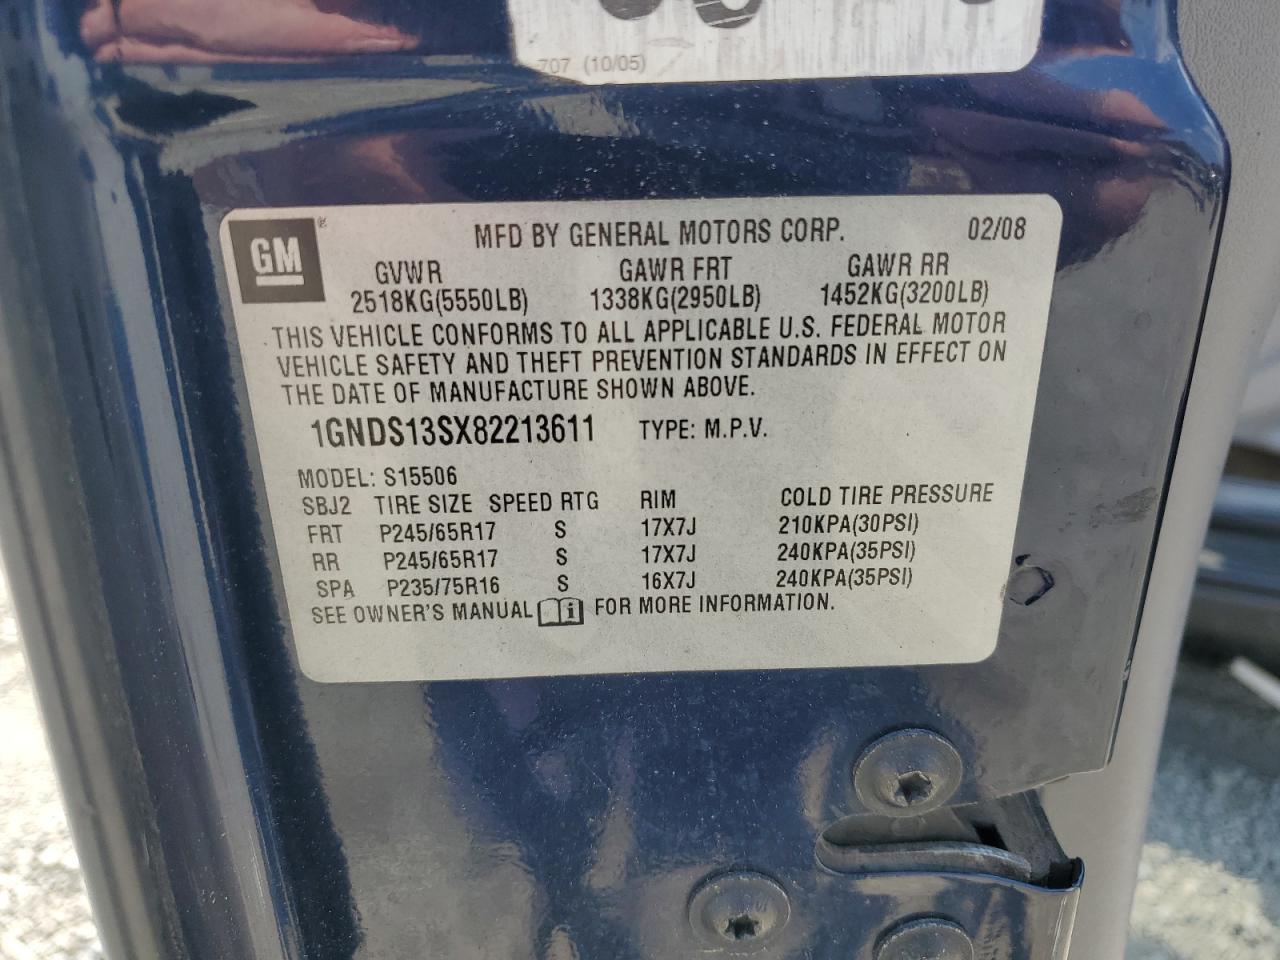 707 (10/05)
GM ® MFD BY GENERAL MOTORS CORP. 02/08
GVWR GAWR FRT GAWR RR
2518KG(5550LB) 1338KG(2950LB) 1452KG(3200LB)
THIS VEHICLE CONFORMS TO ALL APPLICABLE U.S. FEDERAL MOTOR
VEHICLE SAFETY AND THEFT PREVENTION STANDARDS IN EFFECT ON
THE DATE OF MANUFACTURE SHOWN ABOVE.
1GNDS13SX82213611 TYPE: M.P.V.
MODEL: S15506
SBJ2 TIRE SIZE SPEED RTG RIM COLD TIRE PRESSURE
FRT P245/65R17 S 17X7J 210KPA(30PSI)
RR P245/65R17 S 17X7J 240KPA(35PSI)
SPA P235/75R16 S 16X7J 240KPA(35PSI)
SEE OWNER'S MANUAL FOR MORE INFORMATION.